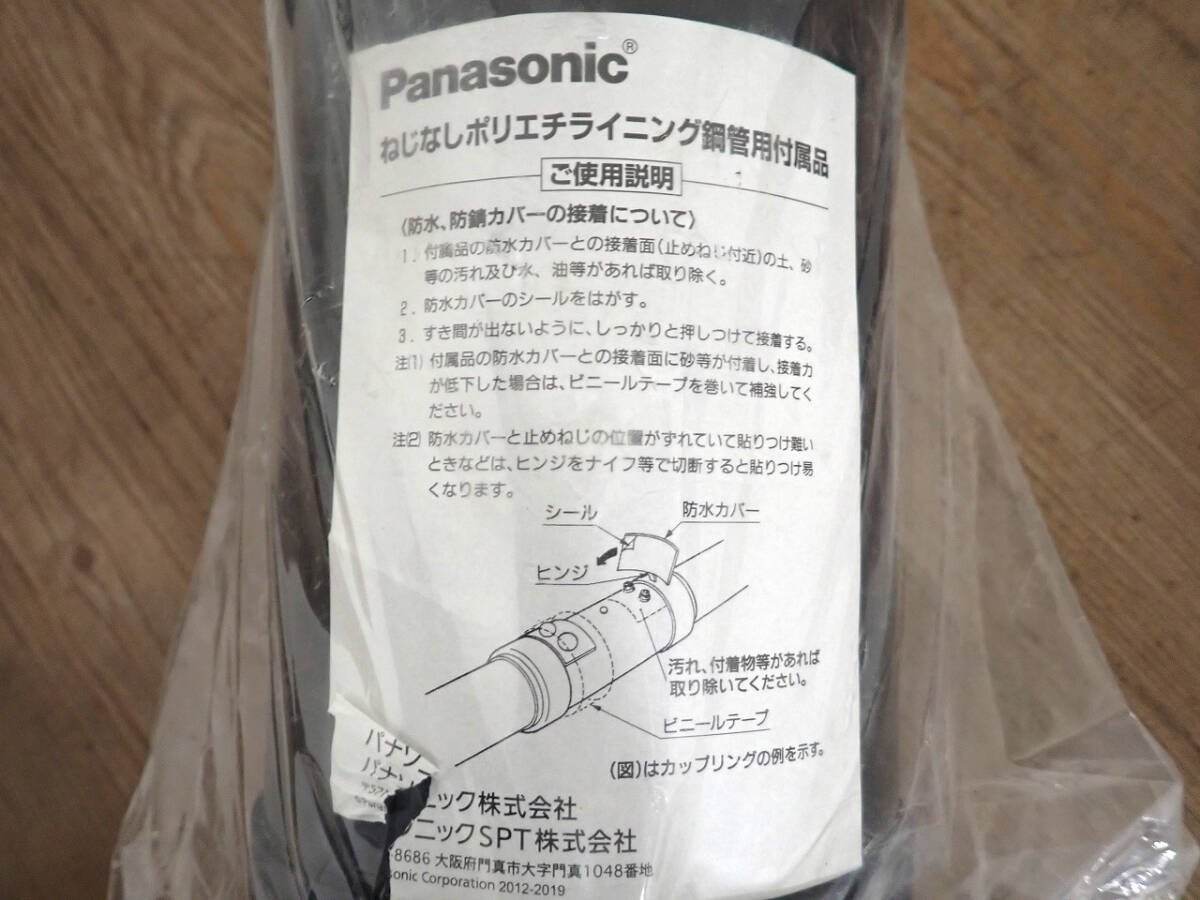 Panasonic®
ねじなしポリエチライニング鋼管用付属品
ご使用説明
〈防水、防錆カバーの接着について〉
1. 付属品の防水カバーとの接着面(止めねじ付近)の土、砂
等の汚れ及び水、油等があれば取り除く。
2. 防水カバーのシールをはがす。
3. すき間が出ないように、しっかりと押しつけて接着する。
注(1) 付属品の防水カバーとの接着面に砂等が付着し、接着力
が低下した場合は、ビニールテープを巻いて補強してく
ださい。
注(2) 防水カバーと止めねじの位置がずれていて貼りつけ難い
ときなどは、ヒンジをナイフ等で切断すると貼りつけ易
くなります。
シール
防水カバー
ヒンジ
汚れ、付着物等があれば
取り除いてください。
ビニールテープ
(図)はカップリングの例を示す。
パナソ
パナソ
ニック株式会社
ソニックSPT株式会社
-8686 大阪府門真市大字門真1048番地
sonic Corporation 2012-2019